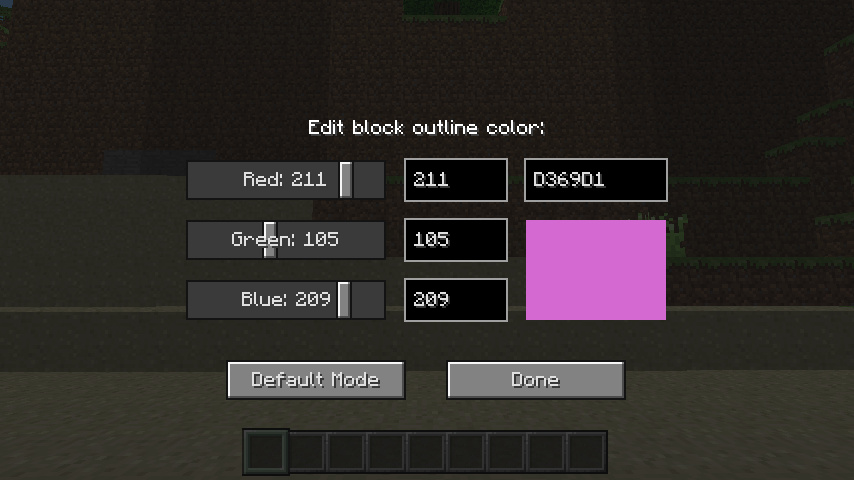 Edit block outline color:
Red: 211 211 D369D1
Green: 105 105
Blue: 209 209
Default Mode Done